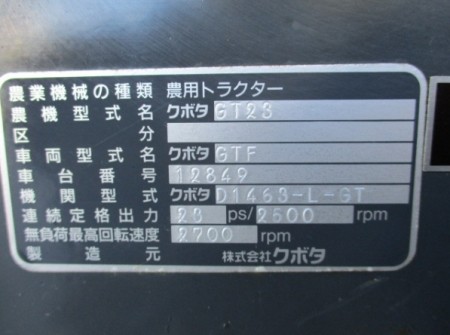 農業機械の種類 農用トラクター
農機型式名 クボタ GT23
区分
車両型式名 クボタ GTF
車台番号 12849
機関型式 クボタ D1463-L-GT
連続定格出力 23 ps/2500 rpm
無負荷最高回転速度 2700 rpm
製造元 株式会社クボタ